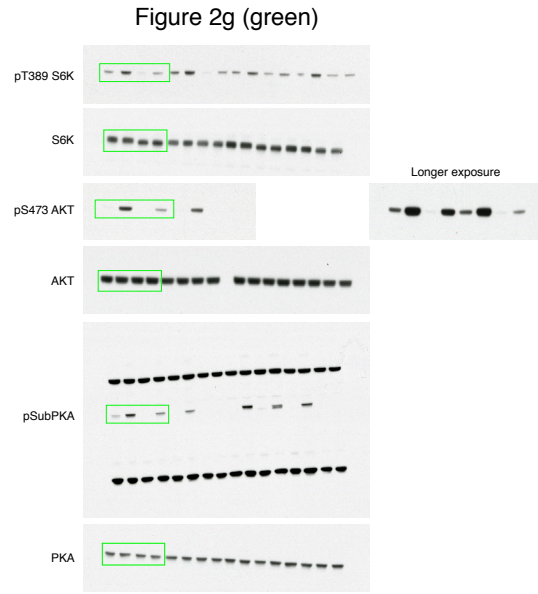 Figure 2g (green)
pT389 S6K
S6K
Longer exposure
pS473 AKT
AKT
pSubPKA
PKA